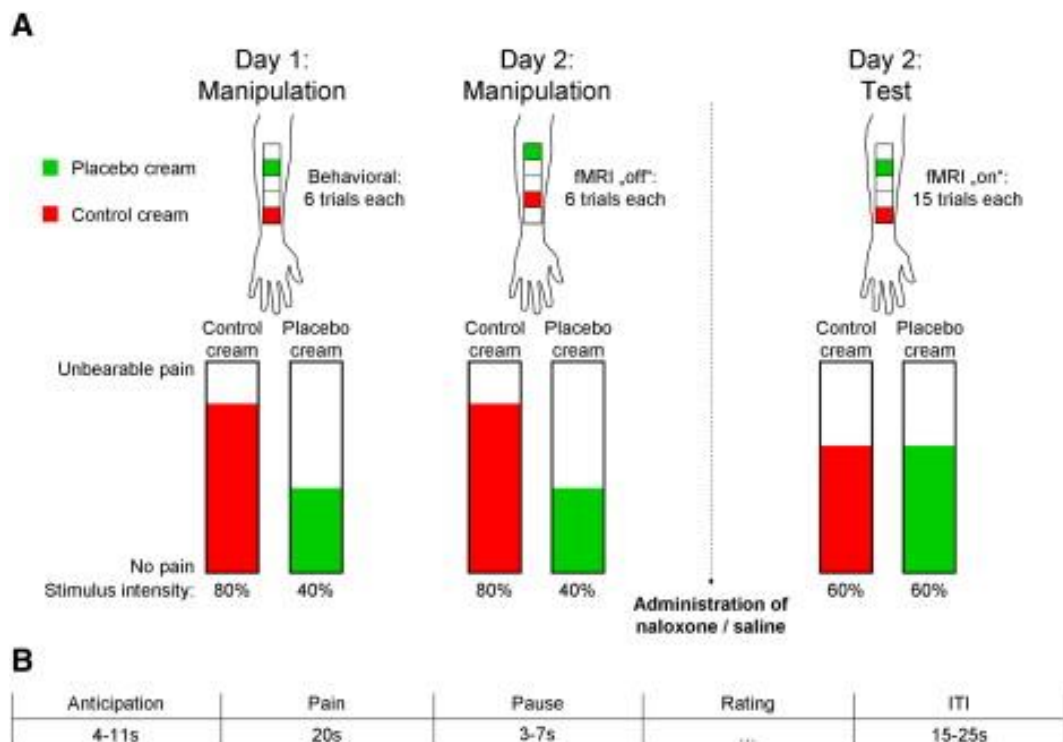 A
Day 1:
Manipulation
Day 2:
Manipulation
Day 2:
Test
Placebo cream
Control cream
Behavioral:
6 trials each
fMRI „off“:
6 trials each
fMRI „on“:
15 trials each
Control cream
Placebo cream
Control cream
Placebo cream
Control cream
Placebo cream
Unbearable pain
No pain
Stimulus intensity:
80%
40%
80%
40%
60%
60%
Administration of
naloxone / saline
B
Anticipation
Pain
Pause
Rating
ITI
4-11s
20s
3-7s
15-25s